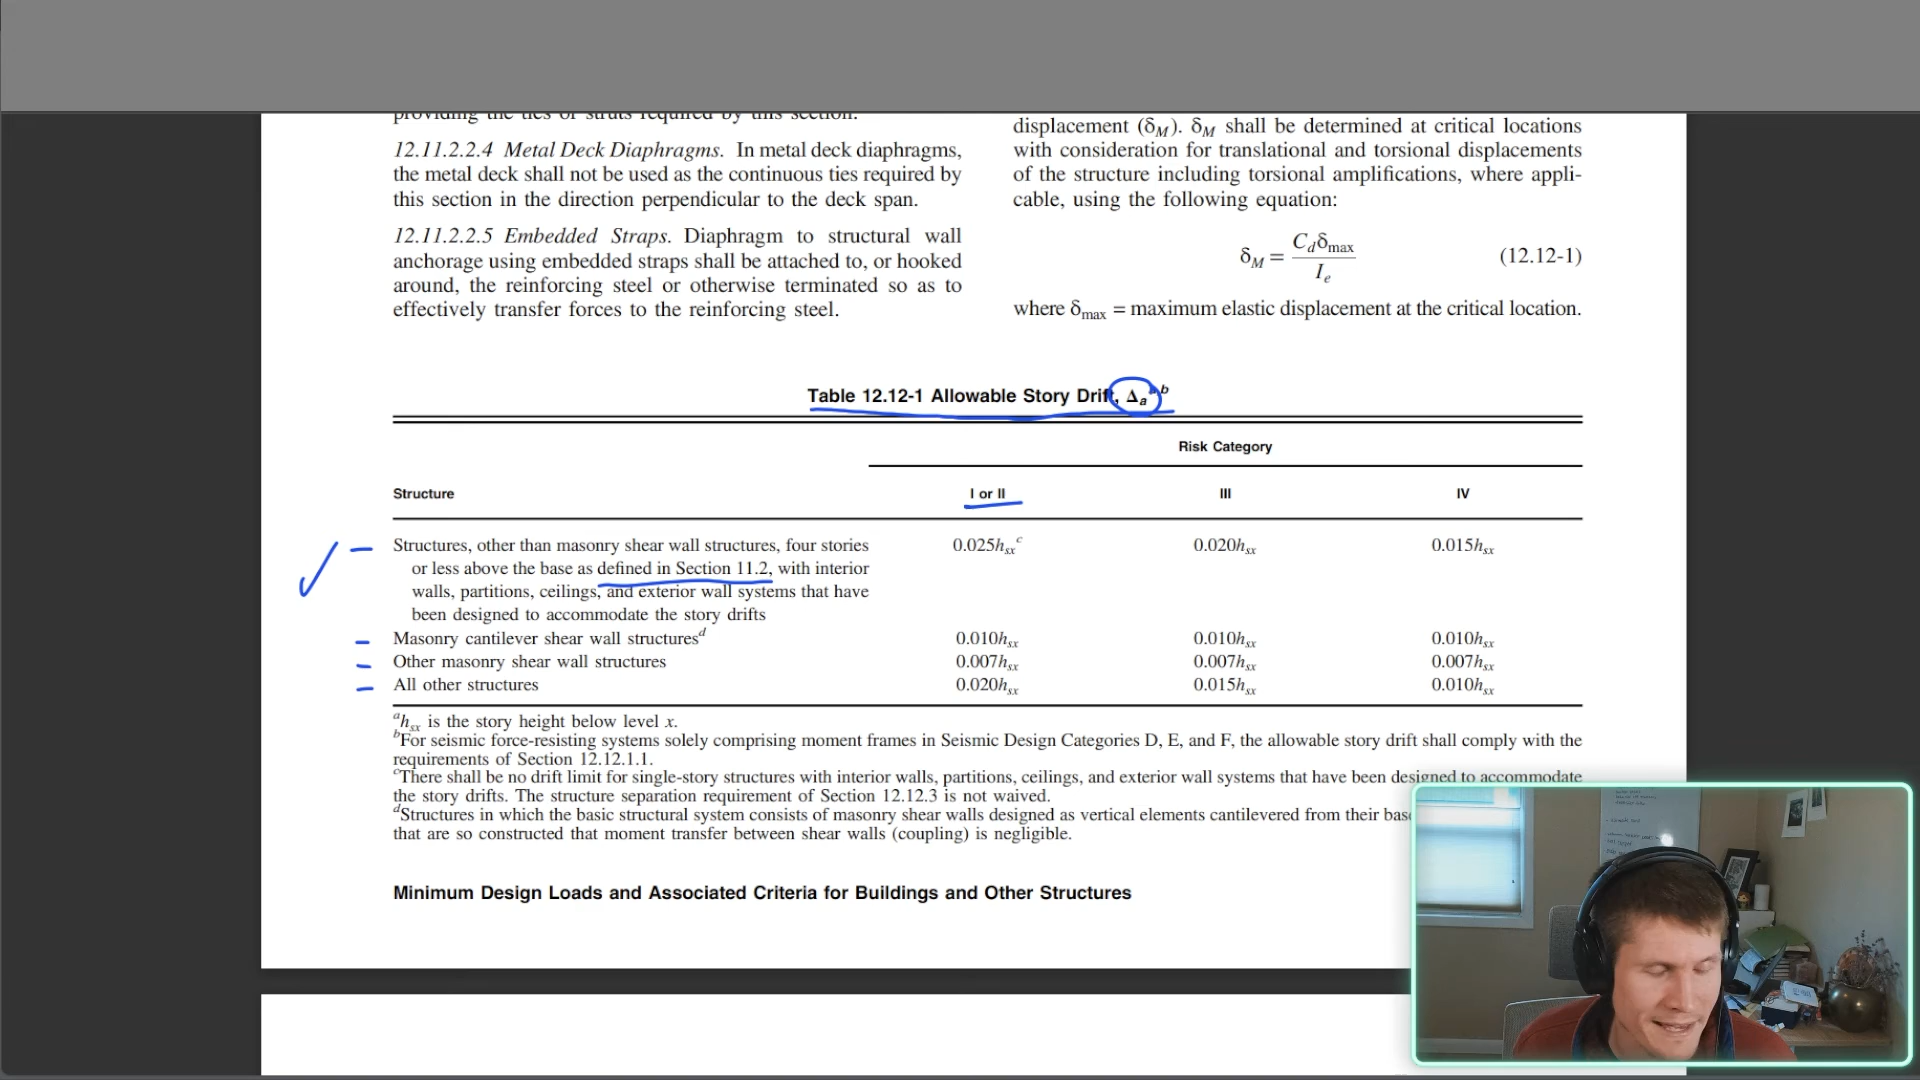 providing the ties or struts required by this section.
12.11.2.2.4 Metal Deck Diaphragms. In metal deck diaphragms,
the metal deck shall not be used as the continuous ties required by
this section in the direction perpendicular to the deck span.
12.11.2.2.5 Embedded Straps. Diaphragm to structural wall
anchorage using embedded straps shall be attached to, or hooked
around, the reinforcing steel or otherwise terminated so as to
effectively transfer forces to the reinforcing steel.
displacement (δM). δM shall be determined at critical locations
with consideration for translational and torsional displacements
of the structure including torsional amplifications, where appli-
cable, using the following equation:
δM = Cdδmax / Ie (12.12-1)
where δmax = maximum elastic displacement at the critical location.
Table 12.12-1 Allowable Story Drift, Δa a,b
Risk Category
Structure I or II III IV
Structures, other than masonry shear wall structures, four stories 0.025hsx c 0.020hsx 0.015hsx
or less above the base as defined in Section 11.2, with interior
walls, partitions, ceilings, and exterior wall systems that have
been designed to accommodate the story drifts
Masonry cantilever shear wall structures d 0.010hsx 0.010hsx 0.010hsx
Other masonry shear wall structures 0.007hsx 0.007hsx 0.007hsx
All other structures 0.020hsx 0.015hsx 0.010hsx
a hsx is the story height below level x.
b For seismic force-resisting systems solely comprising moment frames in Seismic Design Categories D, E, and F, the allowable story drift shall comply with the
requirements of Section 12.12.1.1.
c There shall be no drift limit for single-story structures with interior walls, partitions, ceilings, and exterior wall systems that have been designed to accommodate
the story drifts. The structure separation requirement of Section 12.12.3 is not waived.
d Structures in which the basic structural system consists of masonry shear walls designed as vertical elements cantilevered from their bas
that are so constructed that moment transfer between shear walls (coupling) is negligible.
Minimum Design Loads and Associated Criteria for Buildings and Other Structures